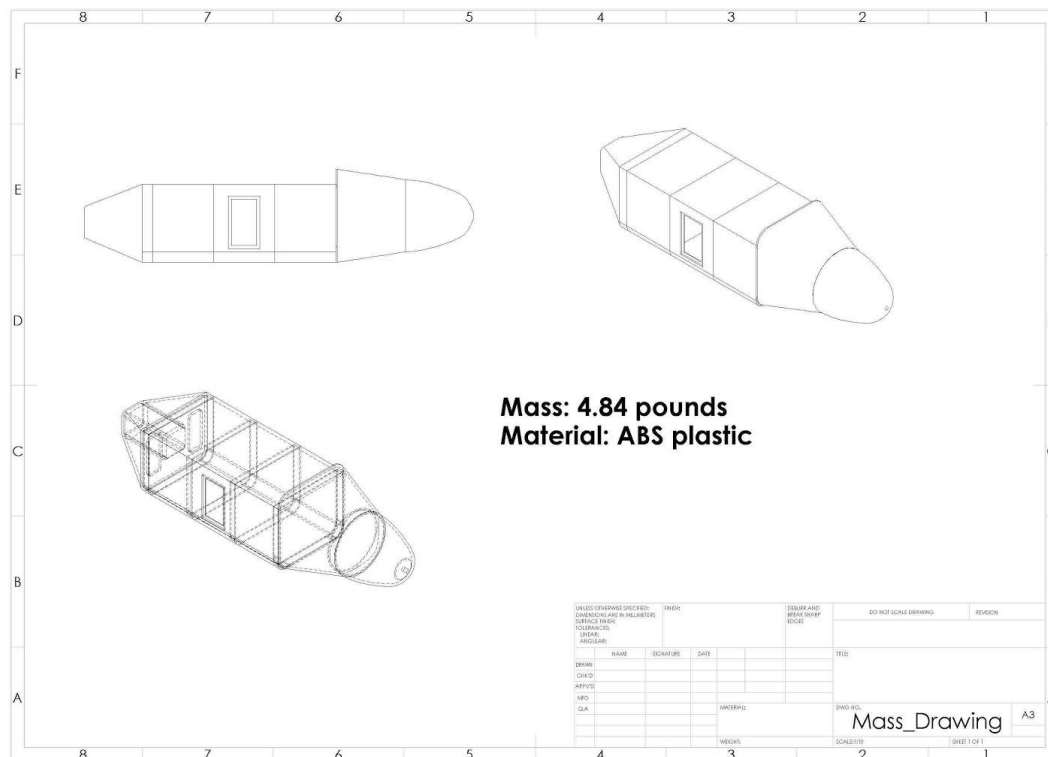 8 7 6 5 4 3 2 1
F
E
D
C
B
A
Mass: 4.84 pounds
Material: ABS plastic
UNLESS OTHERWISE SPECIFIED:
DIMENSIONS ARE IN MILLIMETERS
SURFACE FINISH:
TOLERANCES:
LINEAR:
ANGULAR:
FINISH:
DEBURR AND
BREAK SHARP
EDGES
DO NOT SCALE DRAWING
REVISION
NAME SIGNATURE DATE
TITLE:
DRAWN
CHK'D
APPV'D
MFG
Q.A
MATERIAL:
DWG NO.
Mass_Drawing
A3
WEIGHT:
SHEET 1 OF 1
8 7 6 5 4 3 2 1